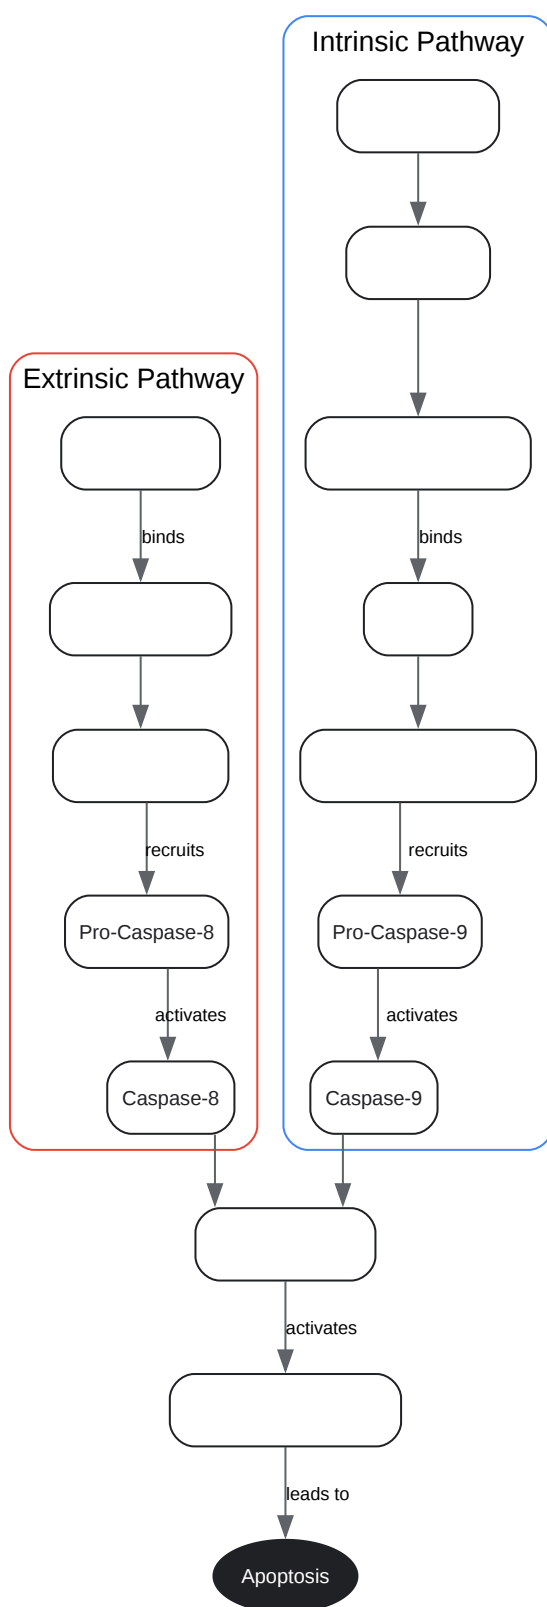 Intrinsic Pathway
Extrinsic Pathway
binds
binds
recruits
recruits
Pro-Caspase-8
Pro-Caspase-9
activates
activates
Caspase-8
Caspase-9
activates
leads to
Apoptosis